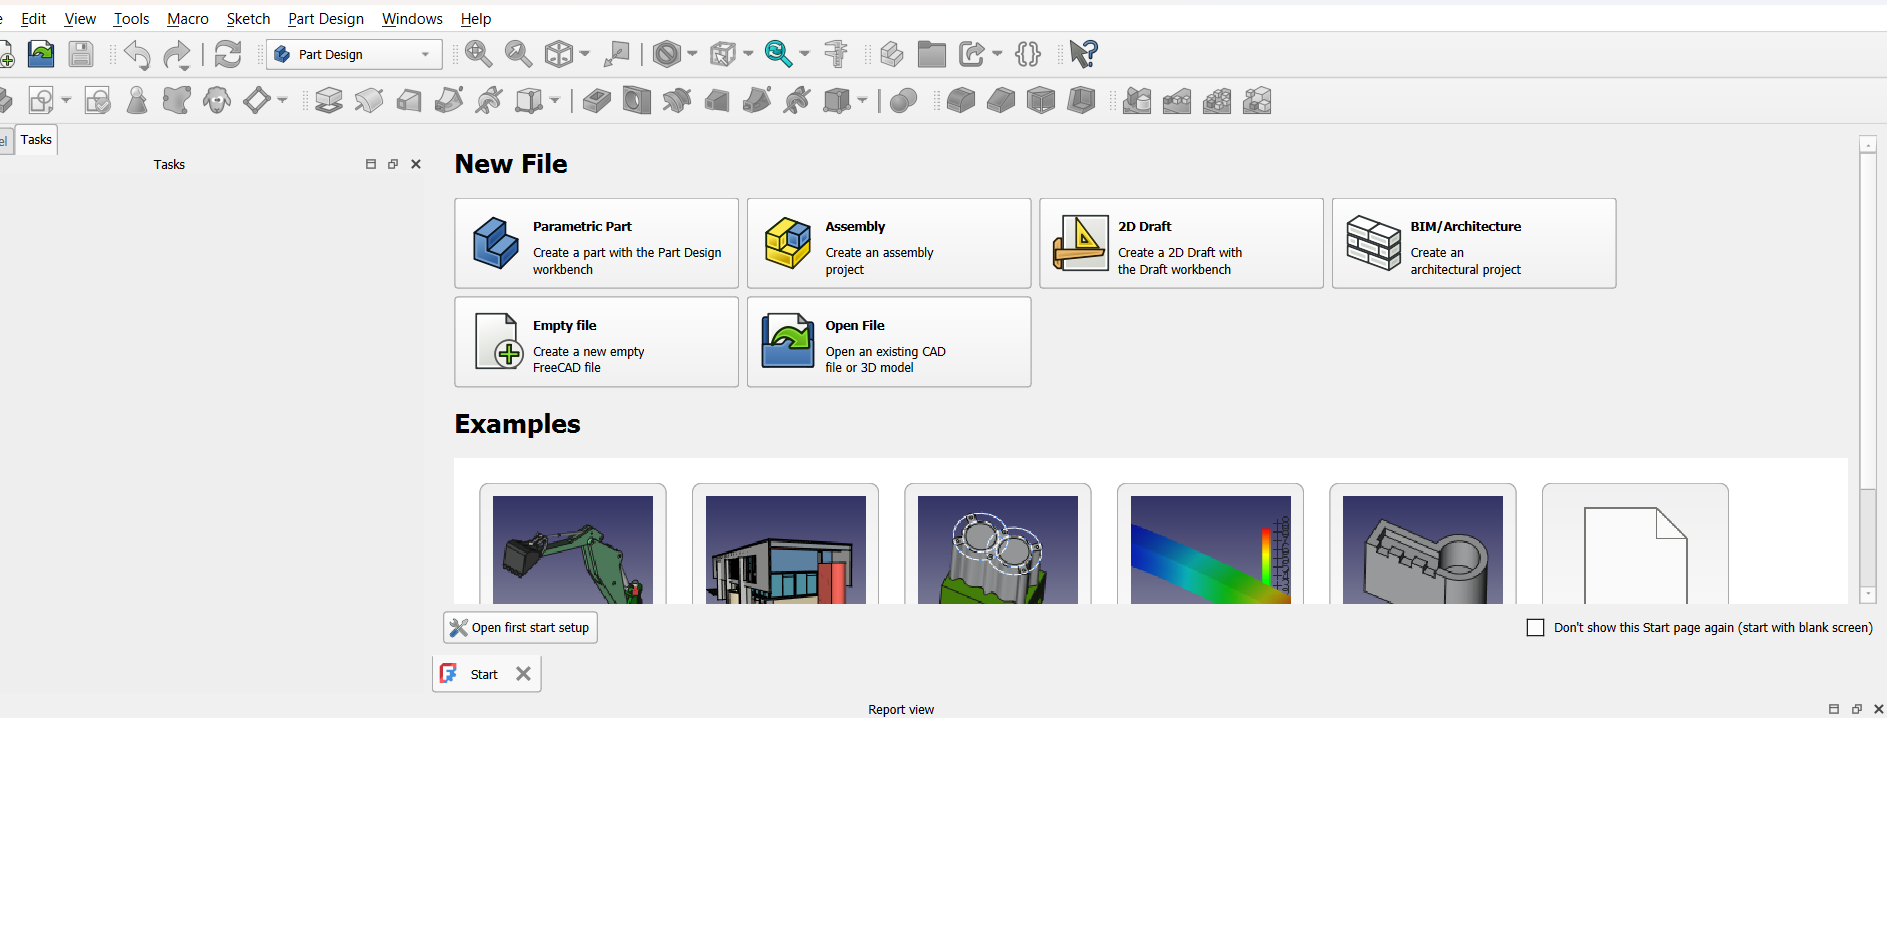 Edit View Tools Macro Sketch Part Design Windows Help
Part Design
Tasks
Tasks
New File
Parametric Part
Create a part with the Part Design
workbench
Assembly
Create an assembly
project
2D Draft
Create a 2D Draft with
the Draft workbench
BIM/Architecture
Create an
architectural project
Empty file
Create a new empty
FreeCAD file
Open File
Open an existing CAD
file or 3D model
Examples
Open first start setup
Don't show this Start page again (start with blank screen)
Start
Report view